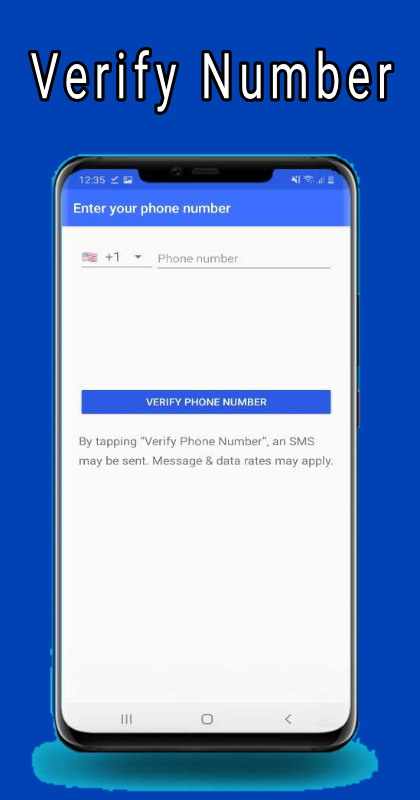 Verify Number
12:35
Enter your phone number
+1
Phone number
VERIFY PHONE NUMBER
By tapping "Verify Phone Number", an SMS
may be sent. Message & data rates may apply.